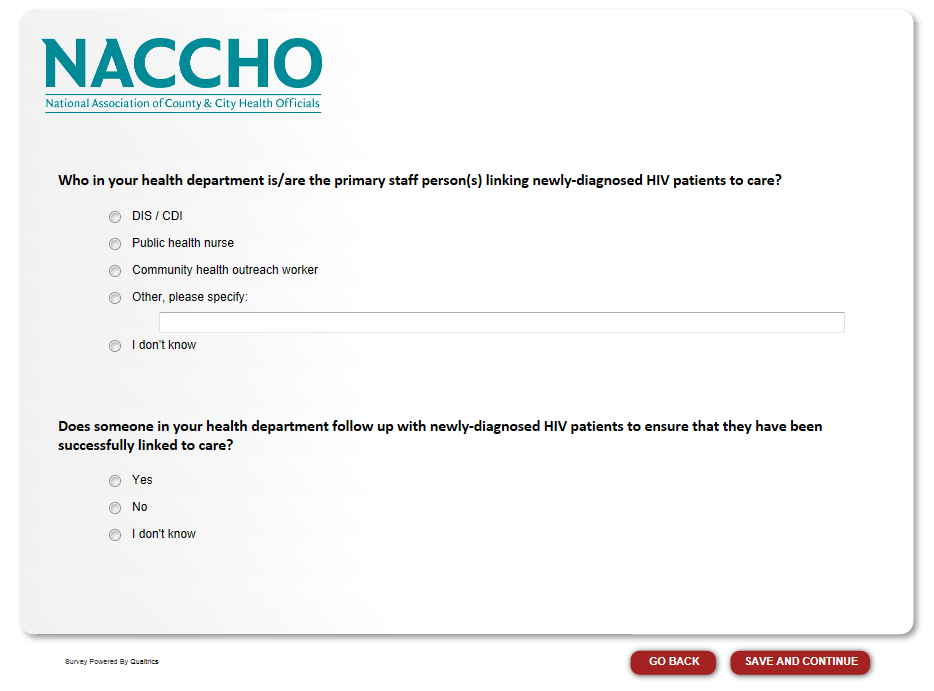 NACCHO
National Association of County & City Health Officials
Who in your health department is/are the primary staff person(s) linking newly-diagnosed HIV patients to care?
DIS / CDI
Public health nurse
Community health outreach worker
Other, please specify:
I don't know
Does someone in your health department follow up with newly-diagnosed HIV patients to ensure that they have been
successfully linked to care?
Yes
No
I don't know
Survey Powered By Qualtrics
GO BACK
SAVE AND CONTINUE